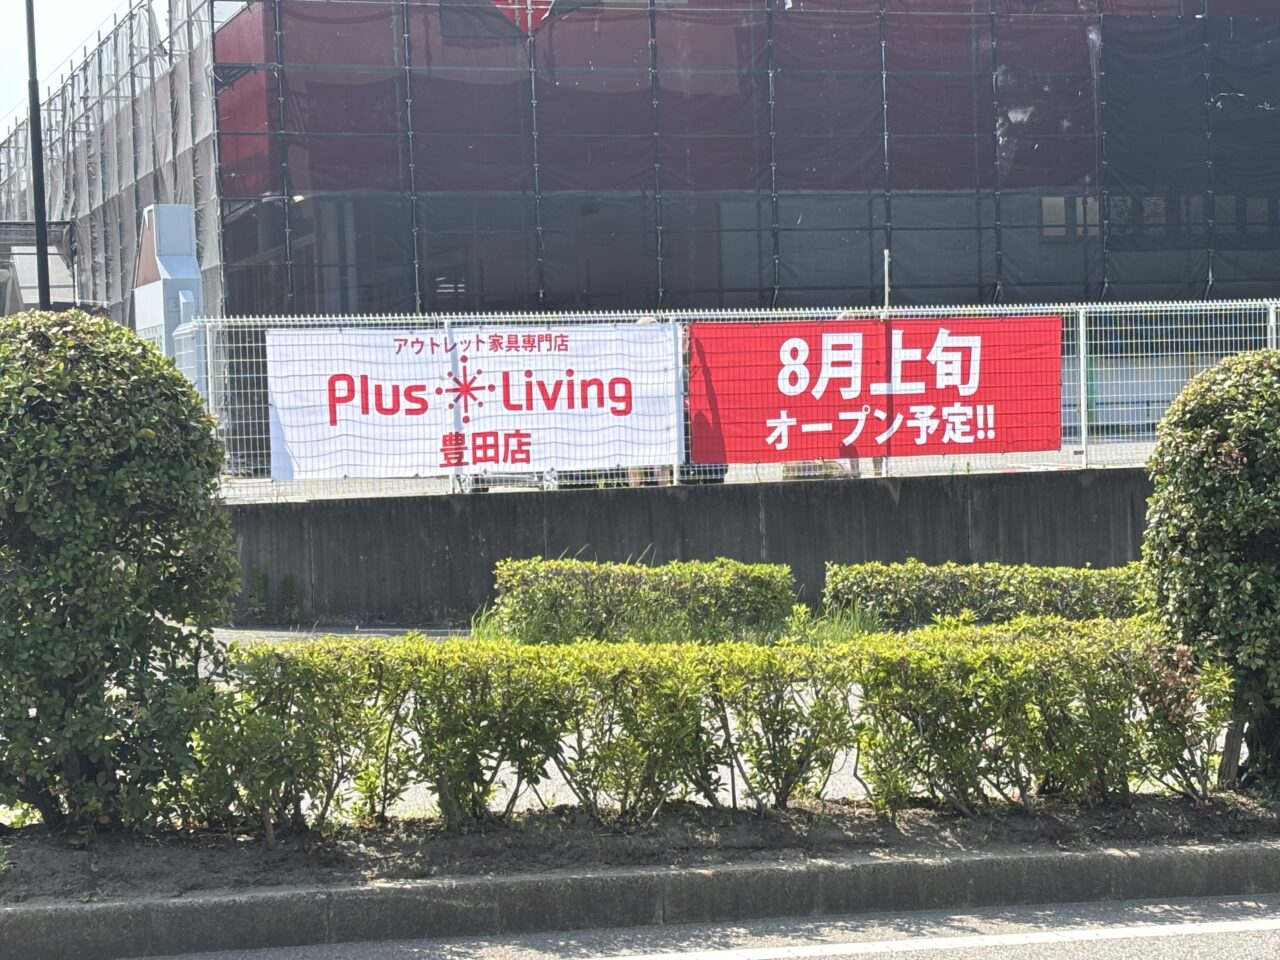 アウトレット家具専門店
Plus Living
豊田店
8月上旬
オープン予定!!